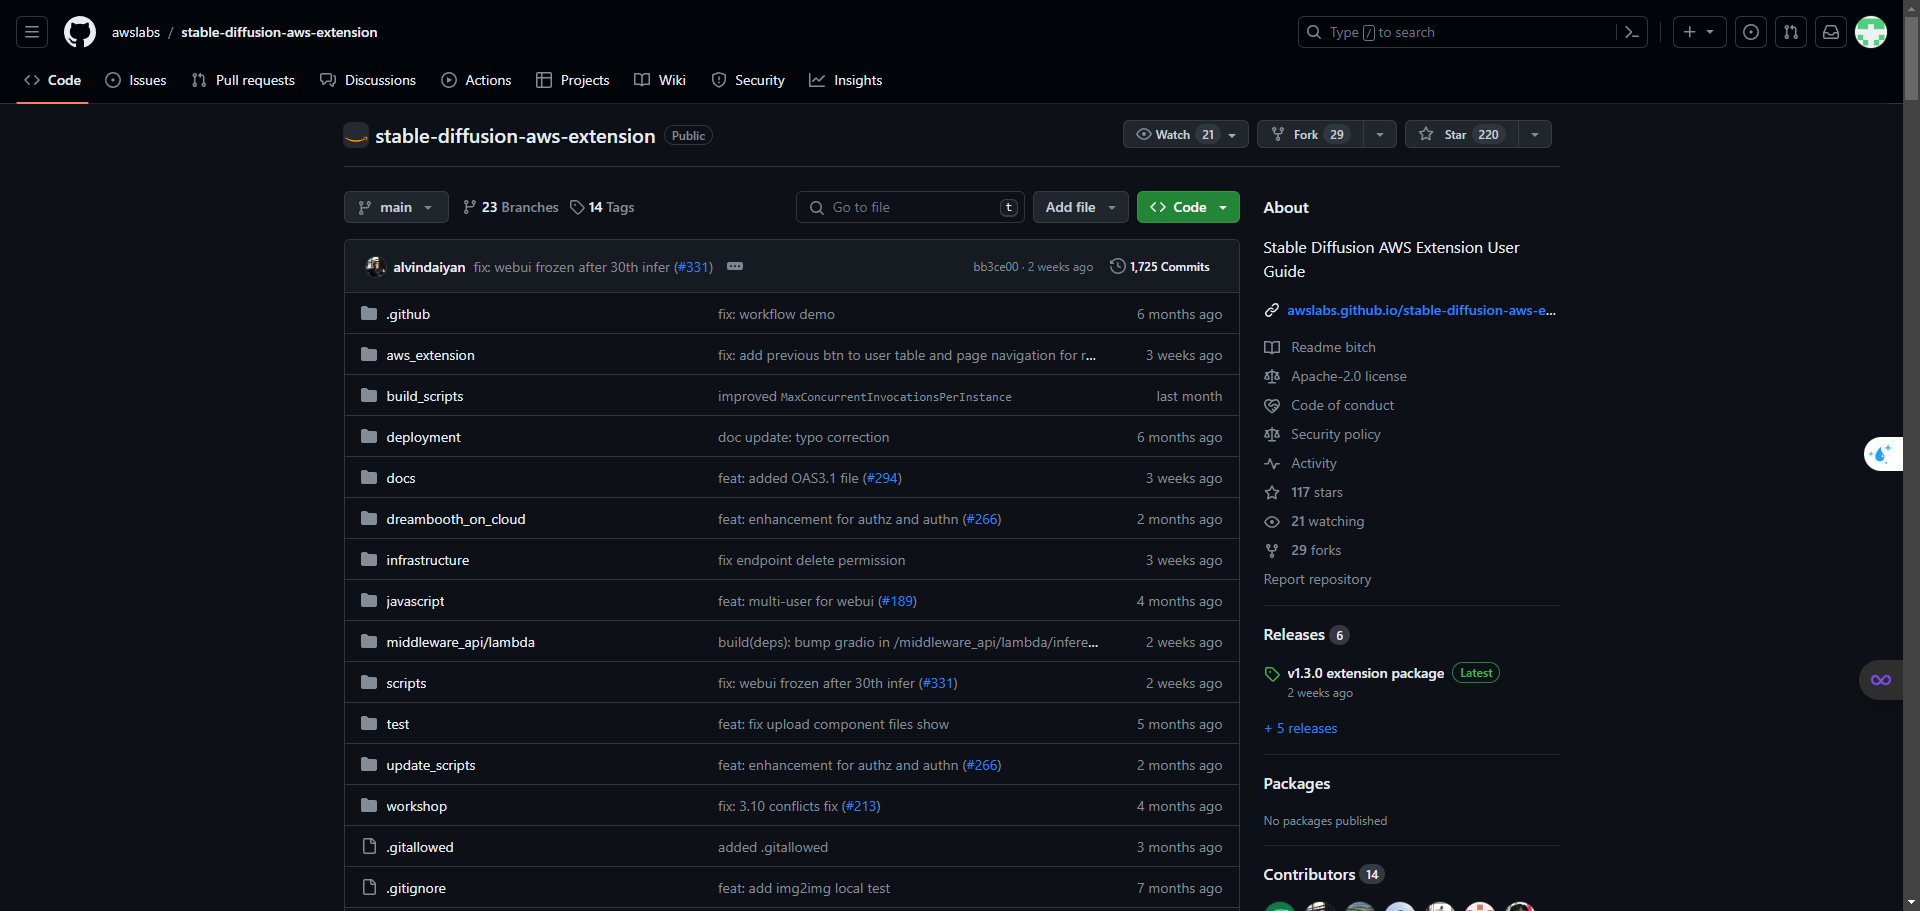 awslabs / stable-diffusion-aws-extension
Type / to search
Code
Issues
Pull requests
Discussions
Actions
Projects
Wiki
Security
Insights
stable-diffusion-aws-extension Public
Watch 21
Fork 29
Star 220
main
23 Branches
14 Tags
Go to file t
Add file
Code
alvindaiyan fix: webui frozen after 30th infer (#331) bb3ce00 · 2 weeks ago 1,725 Commits
.github fix: workflow demo 6 months ago
aws_extension fix: add previous btn to user table and page navigation for r... 3 weeks ago
build_scripts improved MaxConcurrentInvocationsPerInstance last month
deployment doc update: typo correction 6 months ago
docs feat: added OAS3.1 file (#294) 3 weeks ago
dreambooth_on_cloud feat: enhancement for authz and authn (#266) 2 months ago
infrastructure fix endpoint delete permission 3 weeks ago
javascript feat: multi-user for webui (#189) 4 months ago
middleware_api/lambda build(deps): bump gradio in /middleware_api/lambda/infere... 2 weeks ago
scripts fix: webui frozen after 30th infer (#331) 2 weeks ago
test feat: fix upload component files show 5 months ago
update_scripts feat: enhancement for authz and authn (#266) 2 months ago
workshop fix: 3.10 conflicts fix (#213) 4 months ago
.gitallowed added .gitallowed 3 months ago
.gitignore feat: add img2img local test 7 months ago
About
Stable Diffusion AWS Extension User
Guide
awslabs.github.io/stable-diffusion-aws-e...
Readme bitch
Apache-2.0 license
Code of conduct
Security policy
Activity
117 stars
21 watching
29 forks
Report repository
Releases 6
v1.3.0 extension package Latest
2 weeks ago
+ 5 releases
Packages
No packages published
Contributors 14